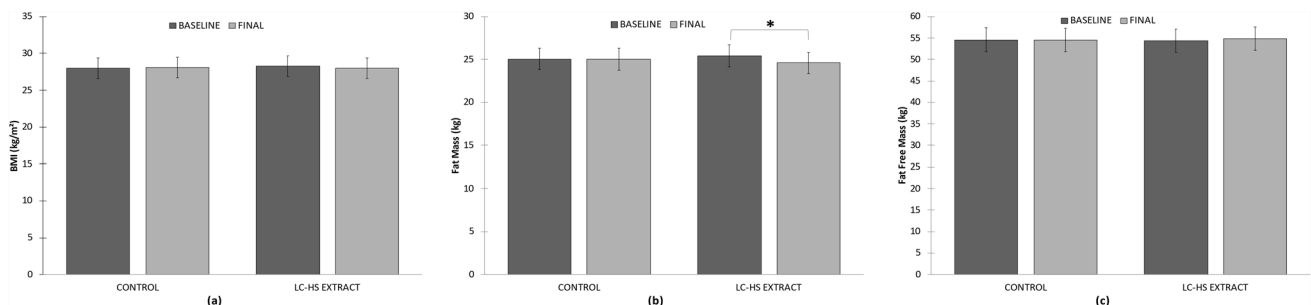 BASELINE FINAL
35
30
25
20
15
10
5
0
BMI (kg/m²)
CONTROL LC-HS EXTRACT
(a)
BASELINE FINAL
*
30
25
20
15
10
5
0
Fat Mass (kg)
CONTROL LC-HS EXTRACT
(b)
BASELINE FINAL
60
55
50
45
40
35
30
25
20
15
10
5
0
Fat Free Mass (kg)
CONTROL LC-HS EXTRACT
(c)